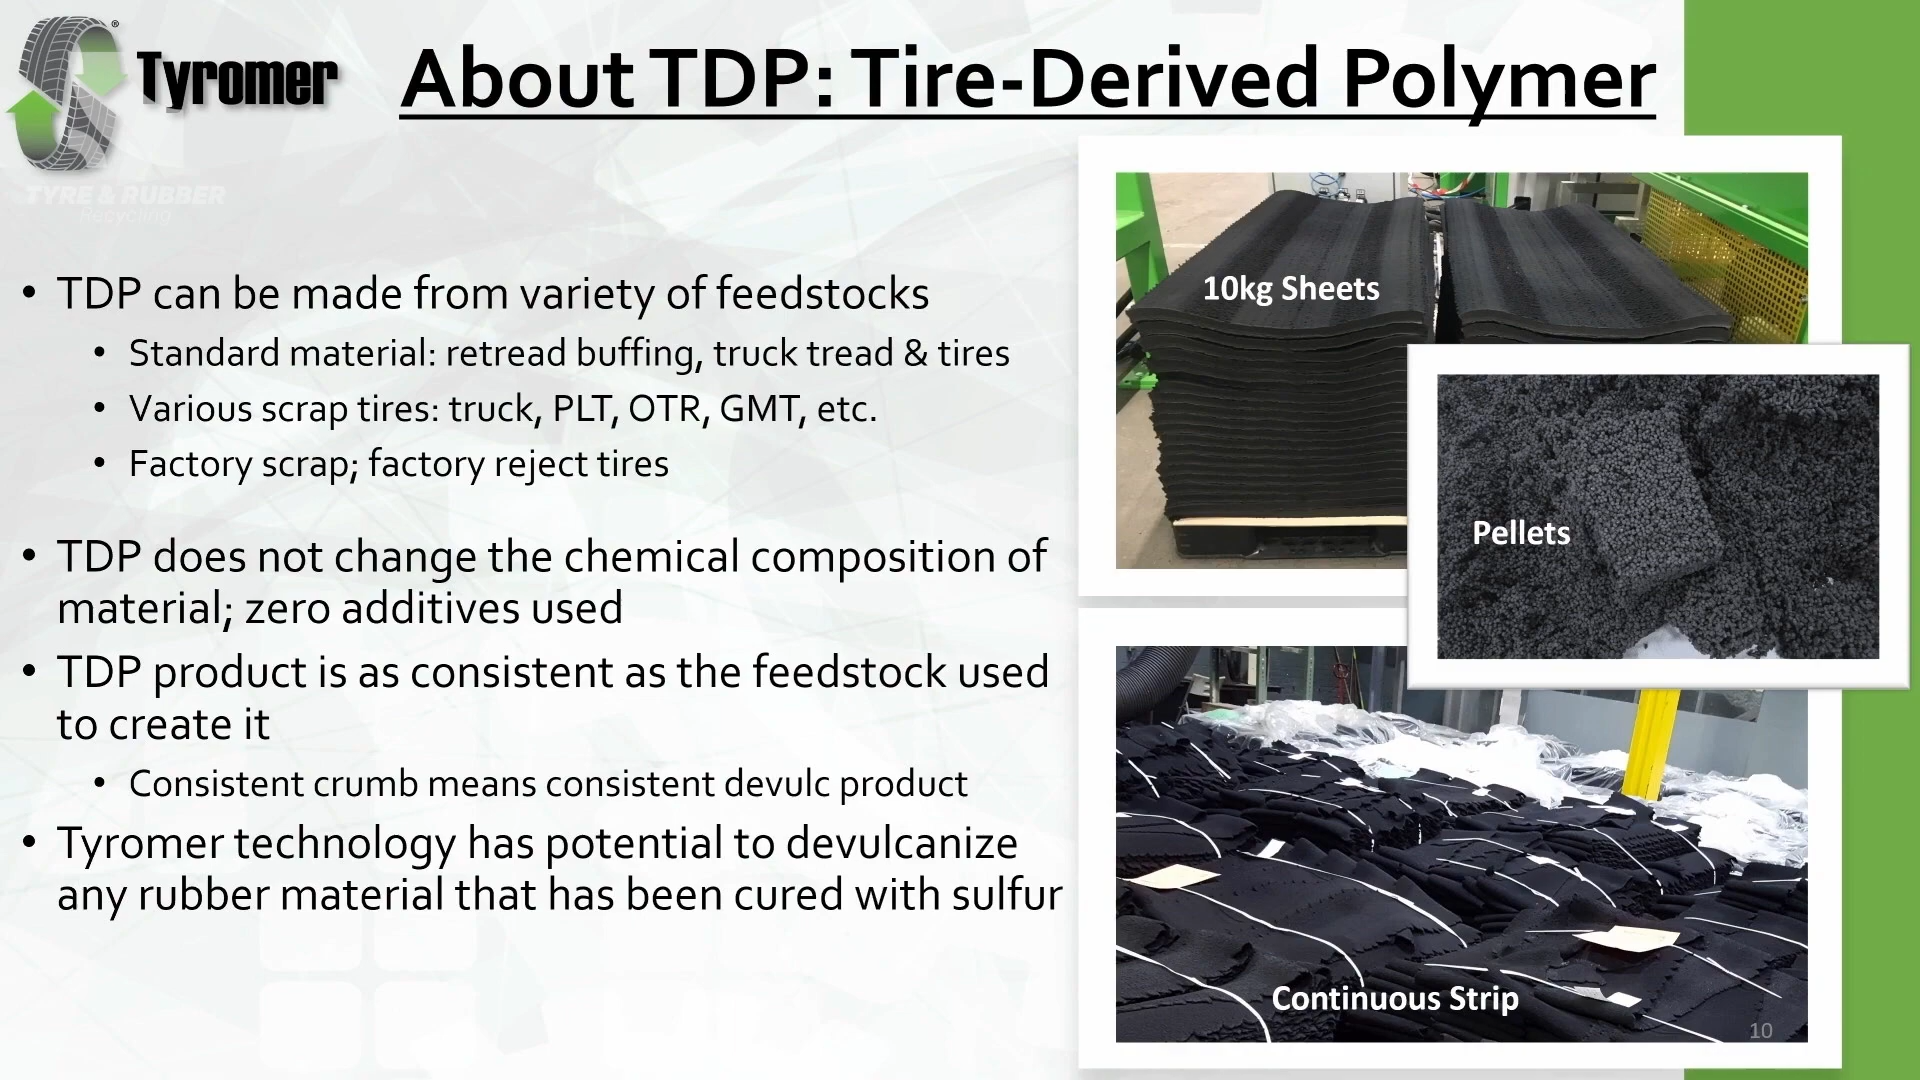 Tyromer
®
About TDP: Tire-Derived Polymer
TYRE & RUBBER
Recycling
• TDP can be made from variety of feedstocks
• Standard material: retread buffing, truck tread & tires
• Various scrap tires: truck, PLT, OTR, GMT, etc.
• Factory scrap; factory reject tires
• TDP does not change the chemical composition of
material; zero additives used
• TDP product is as consistent as the feedstock used
to create it
• Consistent crumb means consistent devulc product
• Tyromer technology has potential to devulcanize
any rubber material that has been cured with sulfur
10kg Sheets
Pellets
Continuous Strip
10